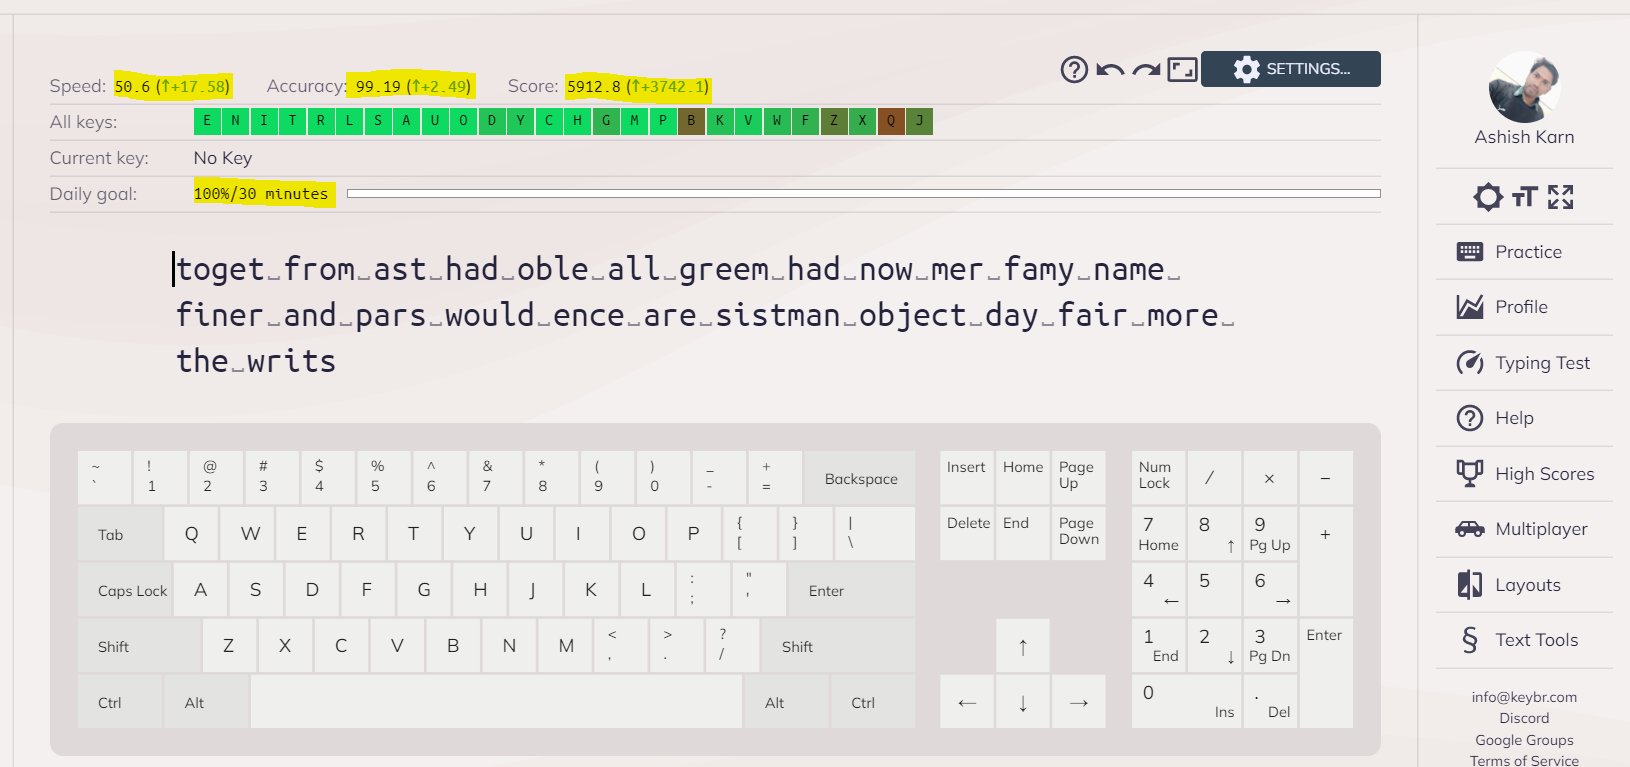 Speed: 50.6 (↑+17.58) Accuracy: 99.19 (↑+2.49) Score: 5912.8 (↑+3742.1)
SETTINGS...
All keys: E N I T R L S A U O D Y C H G M P B K V W F Z X Q J
Current key: No Key
Daily goal: 100%/30 minutes
toget␣from␣ast␣had␣oble␣all␣greem␣had␣now␣mer␣famy␣name␣
finer␣and␣pars␣would␣ence␣are␣sistman␣object␣day␣fair␣more␣
the␣writs
~ ` ! 1 @ 2 # 3 $ 4 % 5 ^ 6 & 7 * 8 ( 9 ) 0 _ - + = Backspace
Tab Q W E R T Y U I O P { [ } ] | \
Caps Lock A S D F G H J K L : ; " ' Enter
Shift Z X C V B N M < , > . ? / Shift
Ctrl Alt Alt Ctrl
Insert Home Page Up
Delete End Page Down
↑
← ↓ →
Num Lock / × −
7 Home 8 ↑ 9 Pg Up +
4 ← 5 6 →
1 End 2 ↓ 3 Pg Dn Enter
0 Ins . Del
Ashish Karn
TT
Practice
Profile
Typing Test
Help
High Scores
Multiplayer
Layouts
§ Text Tools
info@keybr.com
Discord
Google Groups
Terms of Service